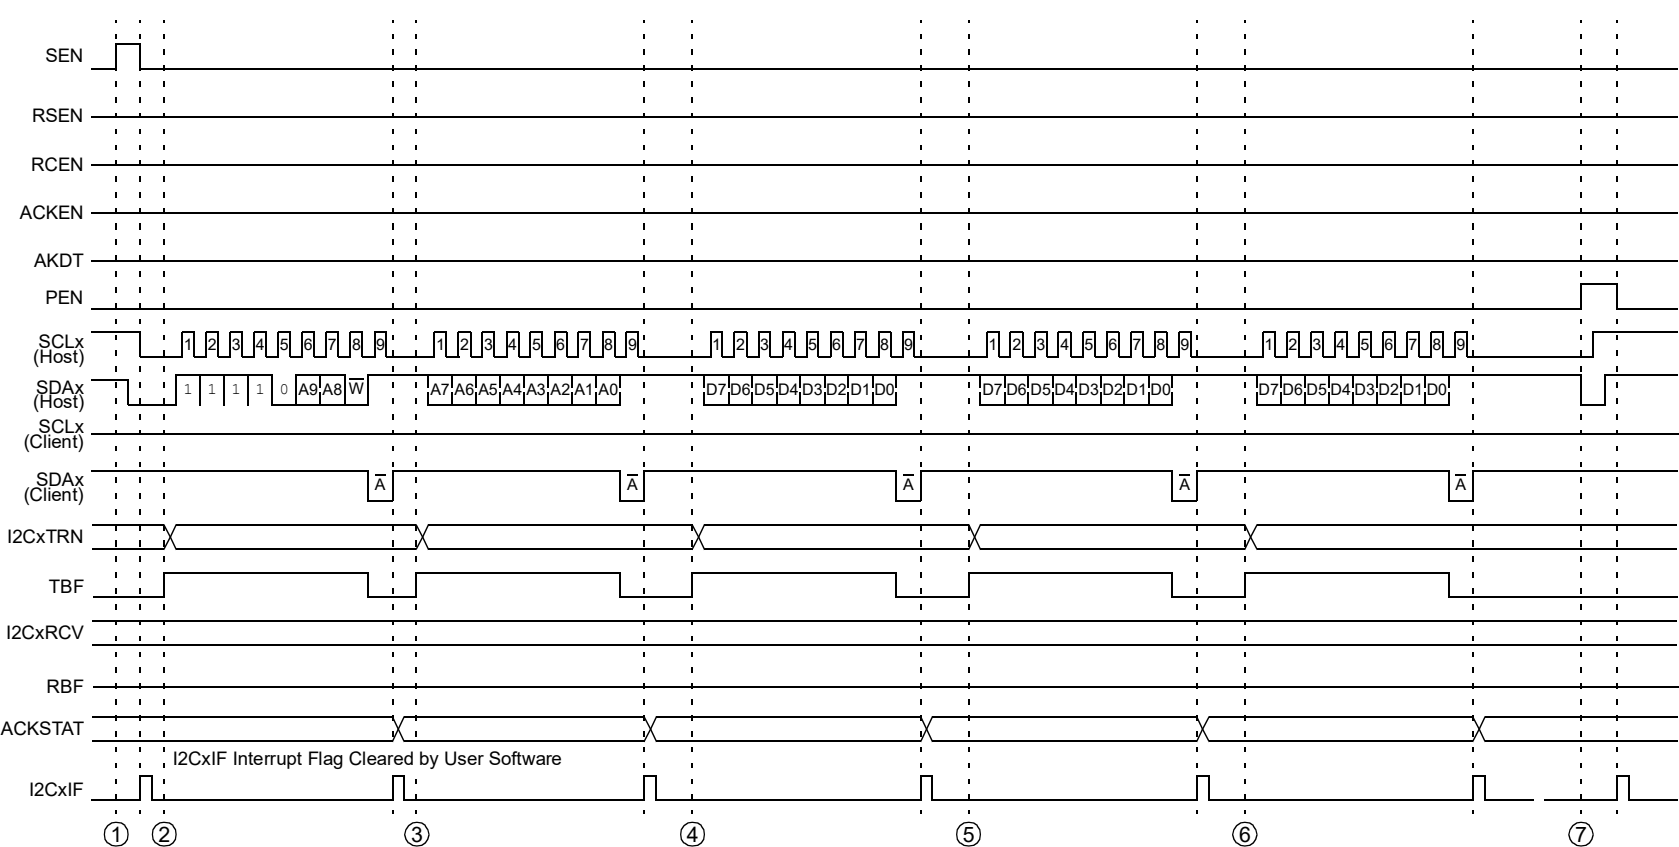 SEN
RSEN
RCEN
ACKEN
AKDT
PEN
SCLx
(Host)
1 2 3 4 5 6 7 8 9 1 2 3 4 5 6 7 8 9 1 2 3 4 5 6 7 8 9 1 2 3 4 5 6 7 8 9 1 2 3 4 5 6 7 8 9
SDAx
(Host)
1 1 1 1 0 A9 A8 W̅ A7 A6 A5 A4 A3 A2 A1 A0 D7 D6 D5 D4 D3 D2 D1 D0 D7 D6 D5 D4 D3 D2 D1 D0 D7 D6 D5 D4 D3 D2 D1 D0
SCLx
(Client)
SDAx
(Client)
A̅ A̅ A̅ A̅ A̅
I2CxTRN
TBF
I2CxRCV
RBF
ACKSTAT
I2CxIF Interrupt Flag Cleared by User Software
I2CxIF
① ② ③ ④ ⑤ ⑥ ⑦